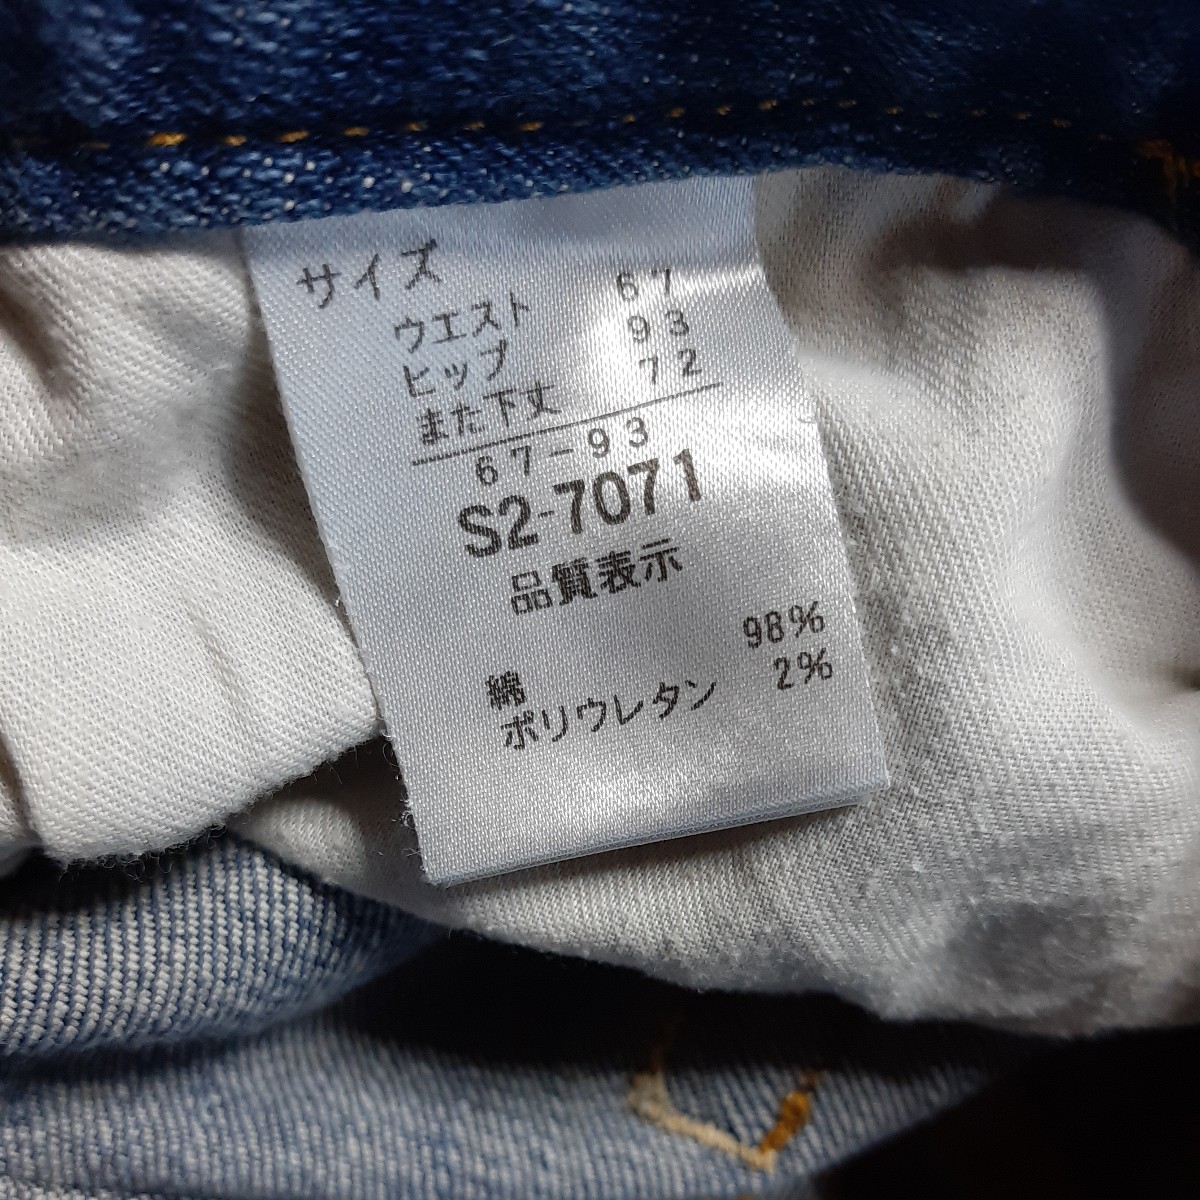 サイズ
ウエスト 67
ヒップ 93
また下丈 72
67-93
S2-7071
品質表示
綿 98%
ポリウレタン 2%